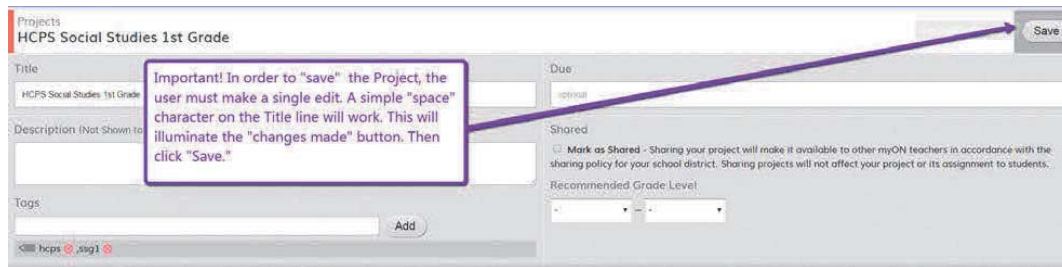 Projects
HCPS Social Studies 1st Grade
Save
Title
HCPS Social Studies 1st Grade
Important! In order to "save" the Project, the
user must make a single edit. A simple "space"
character on the Title line will work. This will
illuminate the "changes made" button. Then
click "Save."
Description (Not Shown to
Tags
Add
hcps ,ssg1
Due
optional
Shared
Mark as Shared - Sharing your project will make it available to other myON teachers in accordance with the
sharing policy for your school district. Sharing projects will not affect your project or its assignment to students.
Recommended Grade Level
- – -